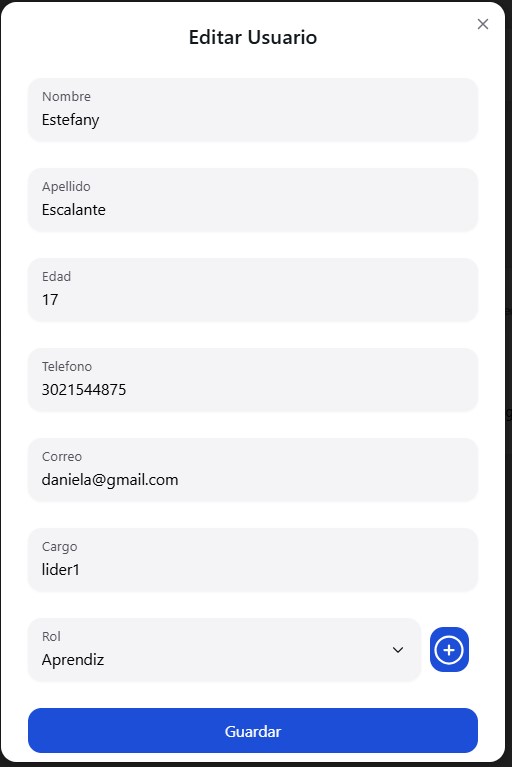 Editar Usuario
Nombre
Estefany
Apellido
Escalante
Edad
17
Telefono
3021544875
Correo
daniela@gmail.com
Cargo
lider1
Rol
Aprendiz
Guardar